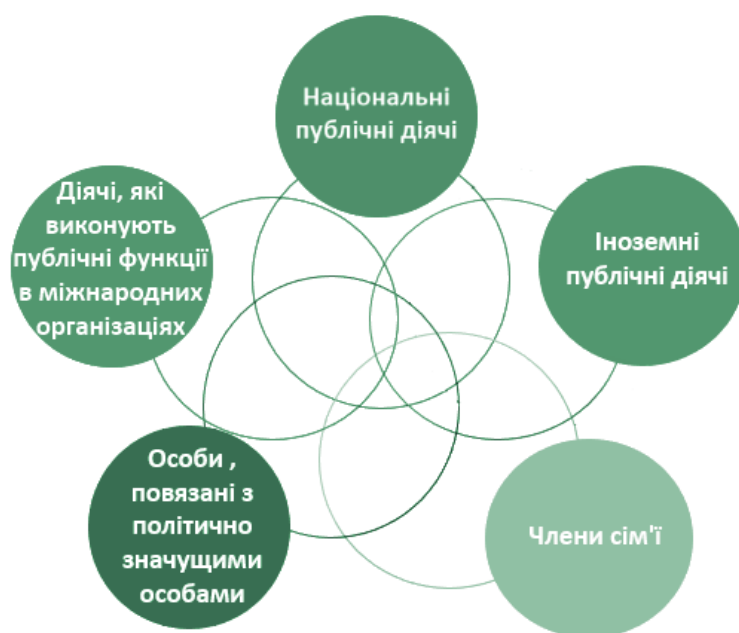 Національні
публічні діячі
Діячі, які
виконують
публічні функції
в міжнародних
організаціях
Іноземні
публічні діячі
Особи ,
повязані з
політично
значущими
особами
Члени сім'ї